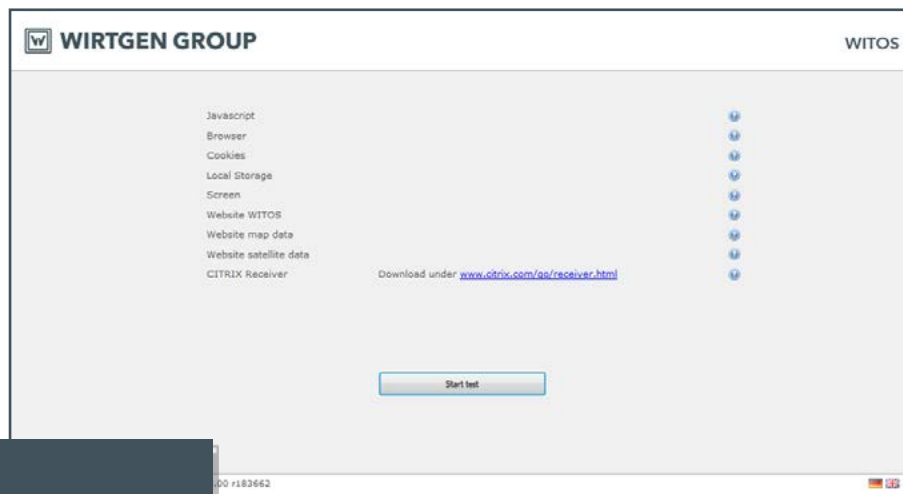 WIRTGEN GROUP
WITOS
Javascript
Browser
Cookies
Local Storage
Screen
Website WITOS
Website map data
Website satellite data
CITRIX Receiver Download under www.citrix.com/go/receiver.html
Start test
.00 r183662